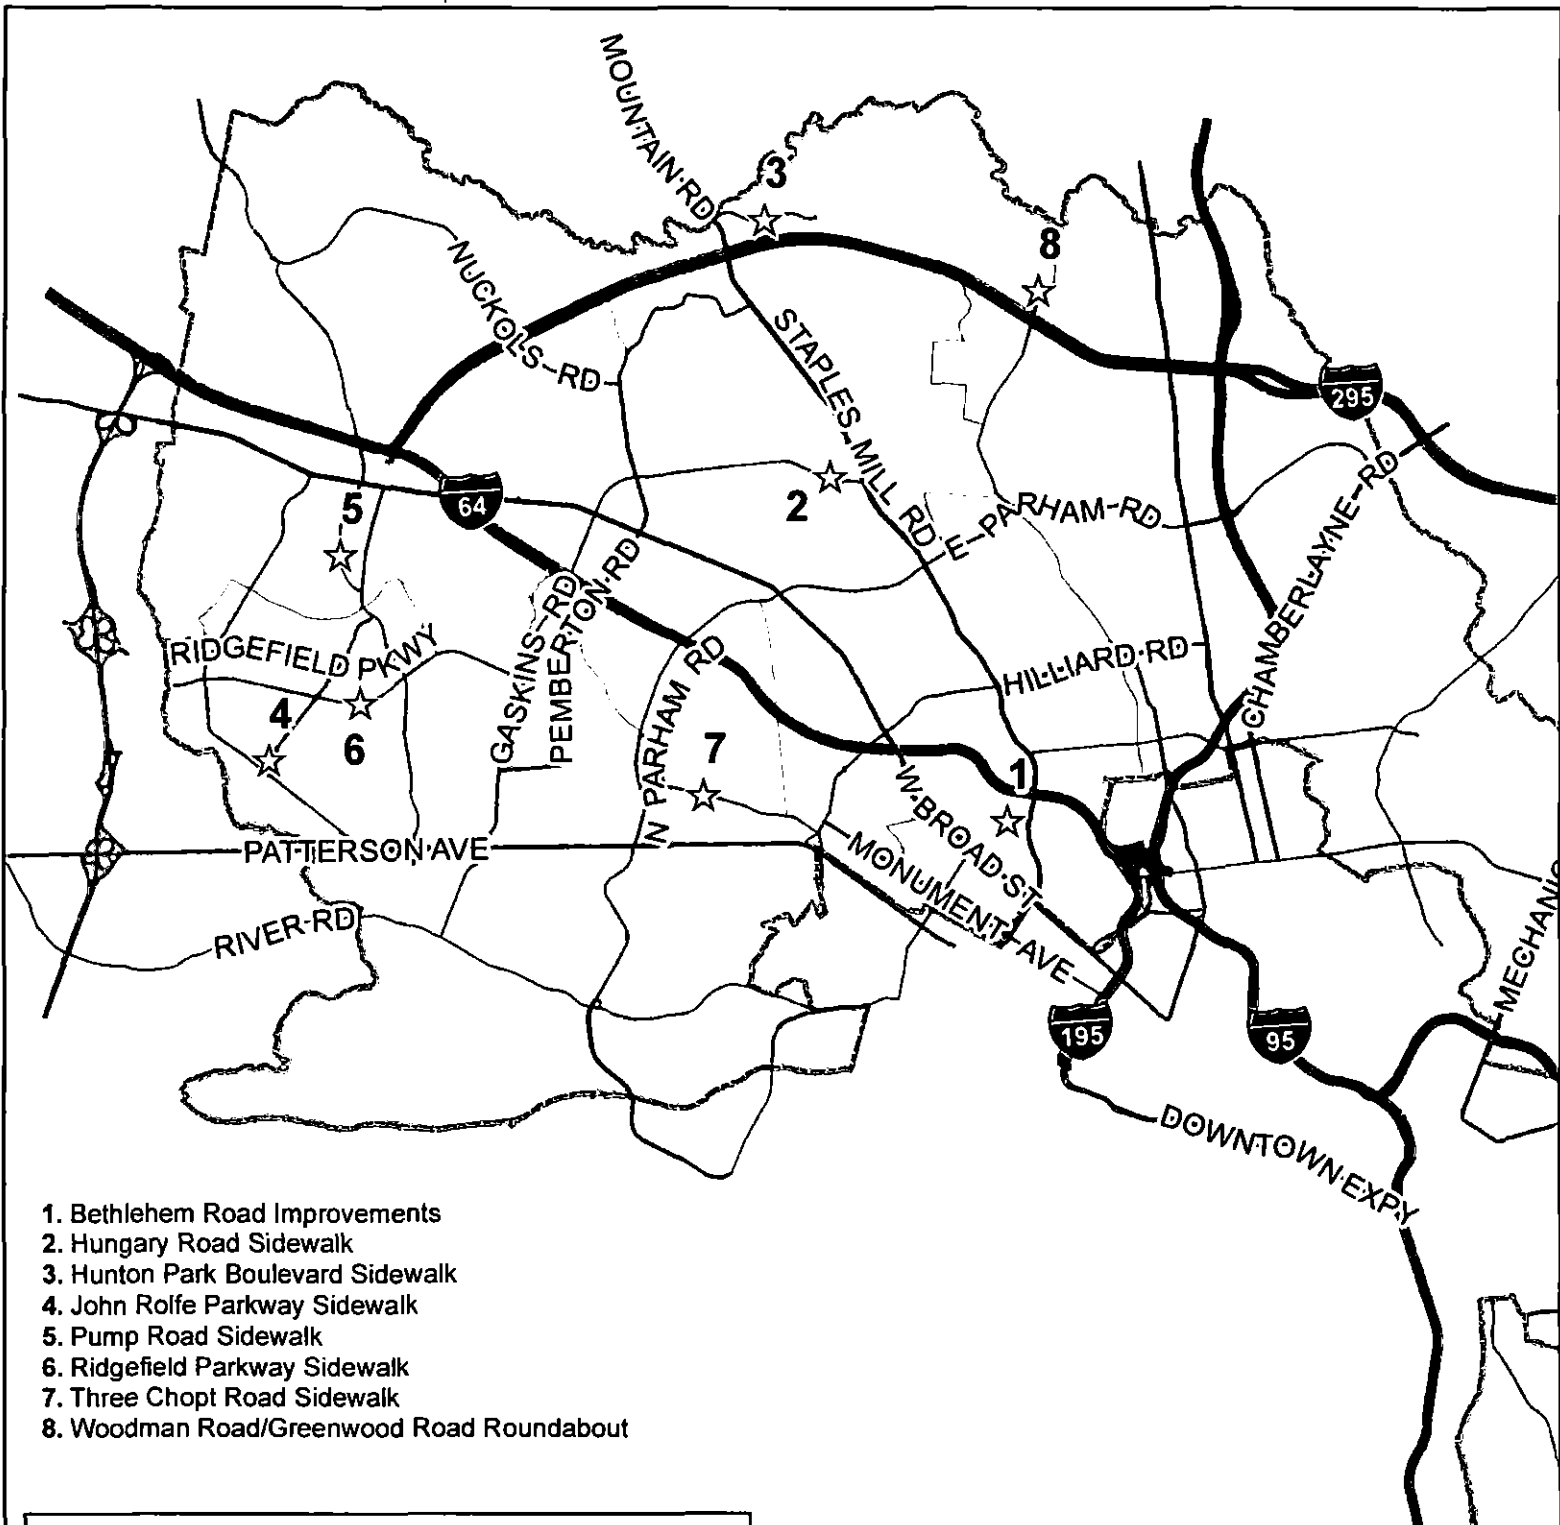 MOUNTAIN RD
3
8
NUCKOLS RD
STAPLES MILL RD
295
5
64
2
E PARHAM RD
CHAMBERLAYNE RD
GASKINS RD
PEMBERTON RD
RIDGEFIELD PKWY
N PARHAM RD
HILLIARD RD
4
6
7
1
W BROAD ST
PATTERSON AVE
MONUMENT AVE
RIVER RD
MECHANIC
195
95
DOWNTOWN EXPY
1. Bethlehem Road Improvements
2. Hungary Road Sidewalk
3. Hunton Park Boulevard Sidewalk
4. John Rolfe Parkway Sidewalk
5. Pump Road Sidewalk
6. Ridgefield Parkway Sidewalk
7. Three Chopt Road Sidewalk
8. Woodman Road/Greenwood Road Roundabout